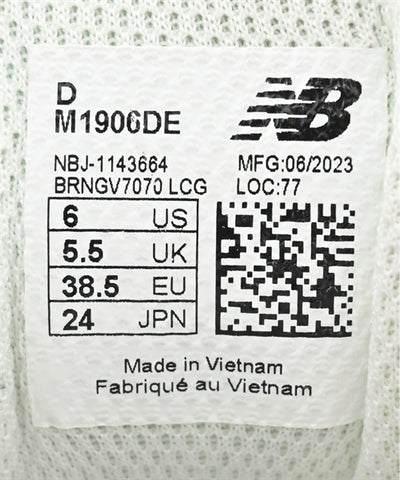 D
M1906DE
NB
NBJ-1143664
BRNGV7070 LCG
MFG:06/2023
LOC:77
6 US
5.5 UK
38.5 EU
24 JPN
Made in Vietnam
Fabriqué au Vietnam